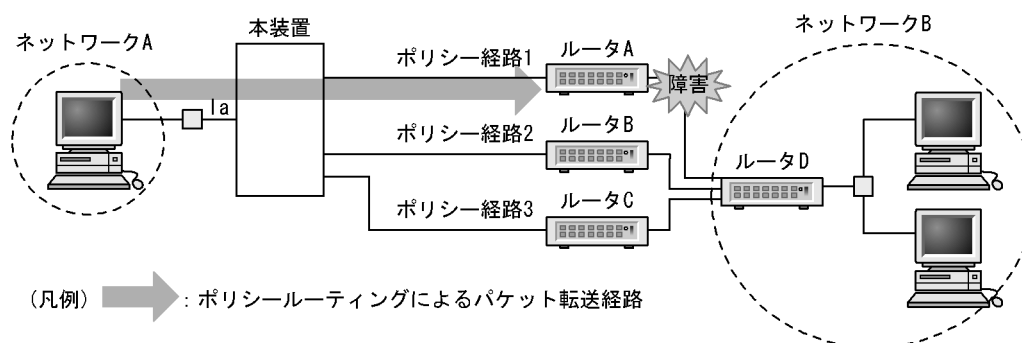 ネットワークA
本装置
Ia
ポリシー経路1
ルータA
障害
ポリシー経路2
ルータB
ポリシー経路3
ルータC
ルータD
ネットワークB
(凡例)
:ポリシールーティングによるパケット転送経路